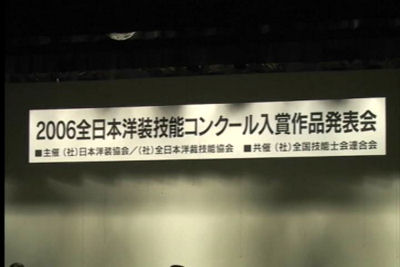 2006全日本洋装技能コンクール入賞作品発表会
■主催（社）日本洋装協会／（社）全日本洋裁技能協会　■共催（社）全国技能士会連合会